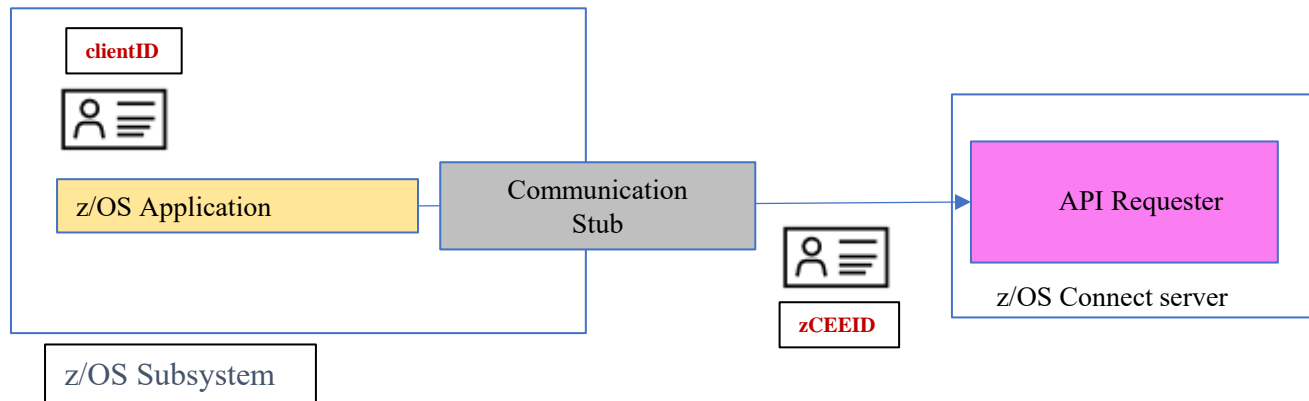 clientID
z/OS Application
Communication
Stub
API Requester
z/OS Connect server
zCEEID
z/OS Subsystem